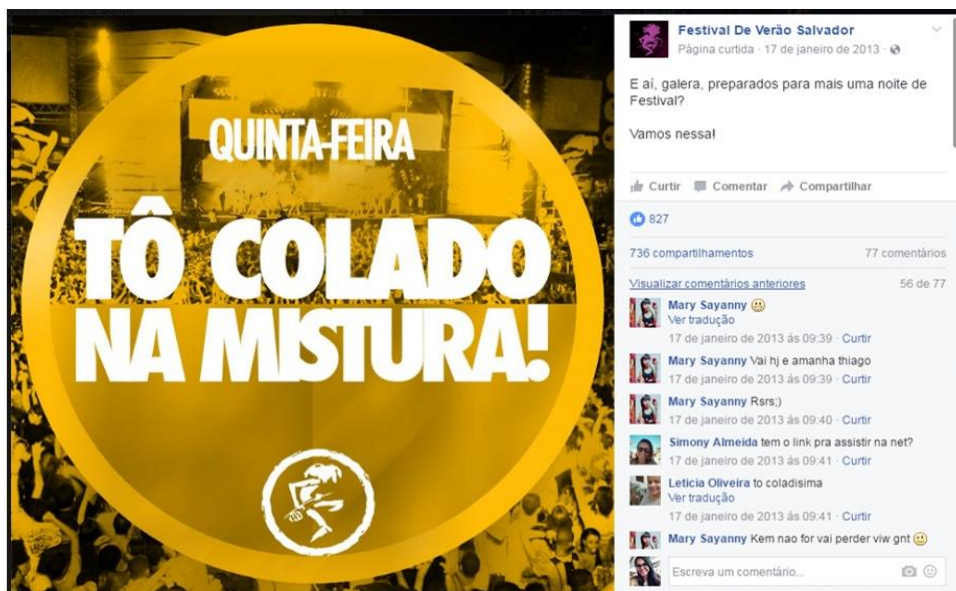 QUINTA-FEIRA
TÔ COLADO
NA MISTURA!
Festival De Verão Salvador
Página curtida · 17 de janeiro de 2013 ·
E aí, galera, preparados para mais uma noite de
Festival?
Vamos nessa!
Curtir Comentar Compartilhar
827
736 compartilhamentos 77 comentários
Visualizar comentários anteriores 56 de 77
Mary Sayanny
Ver tradução
17 de janeiro de 2013 às 09:39 · Curtir
Mary Sayanny Vai hj e amanha thiago
17 de janeiro de 2013 às 09:39 · Curtir
Mary Sayanny Rsrs;)
17 de janeiro de 2013 às 09:40 · Curtir
Simony Almeida tem o link pra assistir na net?
17 de janeiro de 2013 às 09:41 · Curtir
Leticia Oliveira to coladisima
Ver tradução
17 de janeiro de 2013 às 09:41 · Curtir
Mary Sayanny Kem nao for vai perder viw gnt
Escreva um comentário...